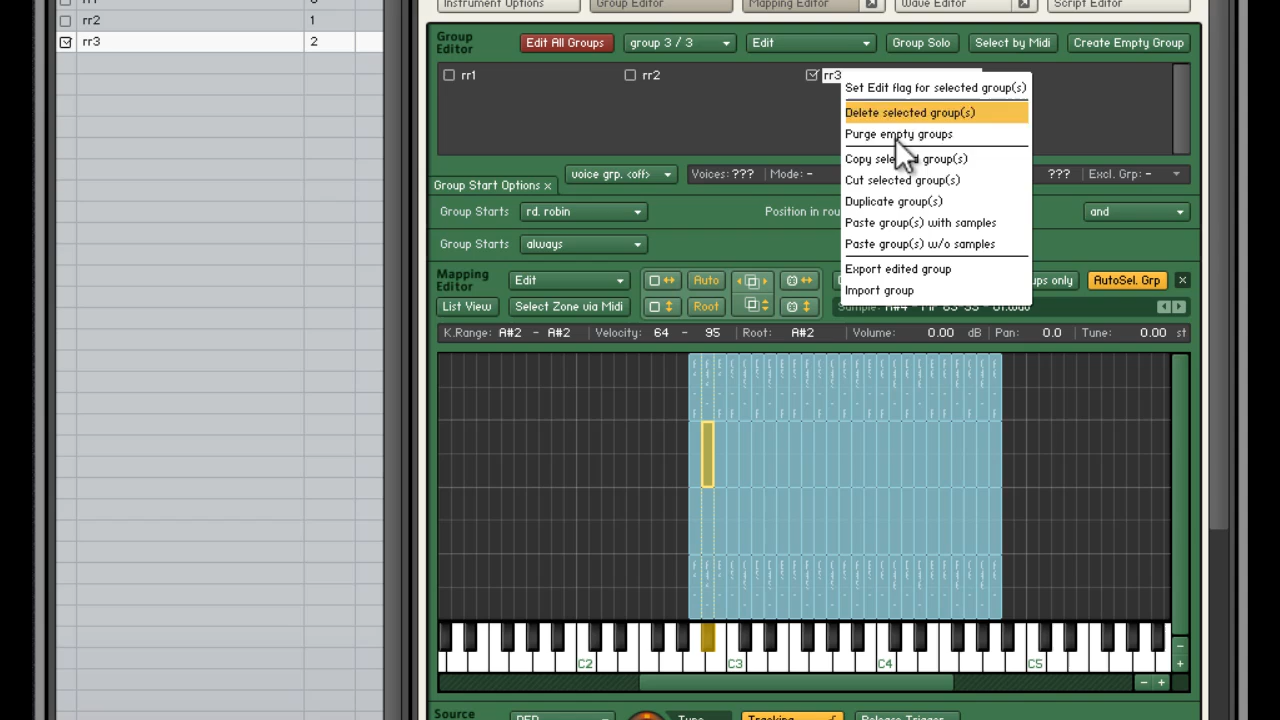 rr1
rr2 1
rr3 2
Instrument Options Group Editor Mapping Editor Wave Editor Script Editor
Group Editor Edit All Groups group 3 / 3 Edit Group Solo Select by Midi Create Empty Group
rr1 rr2 rr3
Set Edit flag for selected group(s)
Delete selected group(s)
Purge empty groups
Copy selected group(s)
Cut selected group(s)
Duplicate group(s)
Paste group(s) with samples
Paste group(s) w/o samples
Export edited group
Import group
voice grp. <off> Voices: ??? Mode: - ??? Excl. Grp: -
Group Start Options ×
Group Starts rd. robin Position in rou and
Group Starts always
Mapping Editor Edit Auto ups only AutoSel. Grp
List View Select Zone via Midi Root
K.Range: A#2 - A#2 Velocity: 64 - 95 Root: A#2 Volume: 0.00 dB Pan: 0.0 Tune: 0.00 st
C2 C3 C4 C5
Source
Tracking Release Trigger